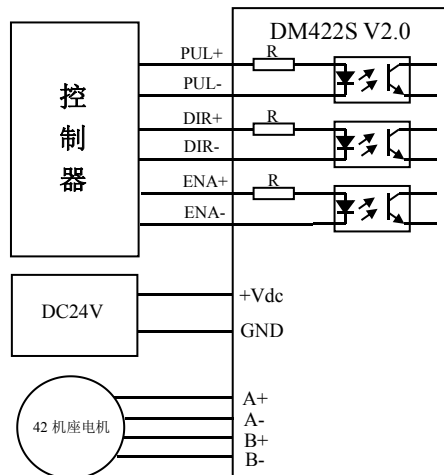 DM422S V2.0
控制器
PUL+
R
PUL-
DIR+
R
DIR-
ENA+
R
ENA-
DC24V
+Vdc
GND
42 机座电机
A+
A-
B+
B-